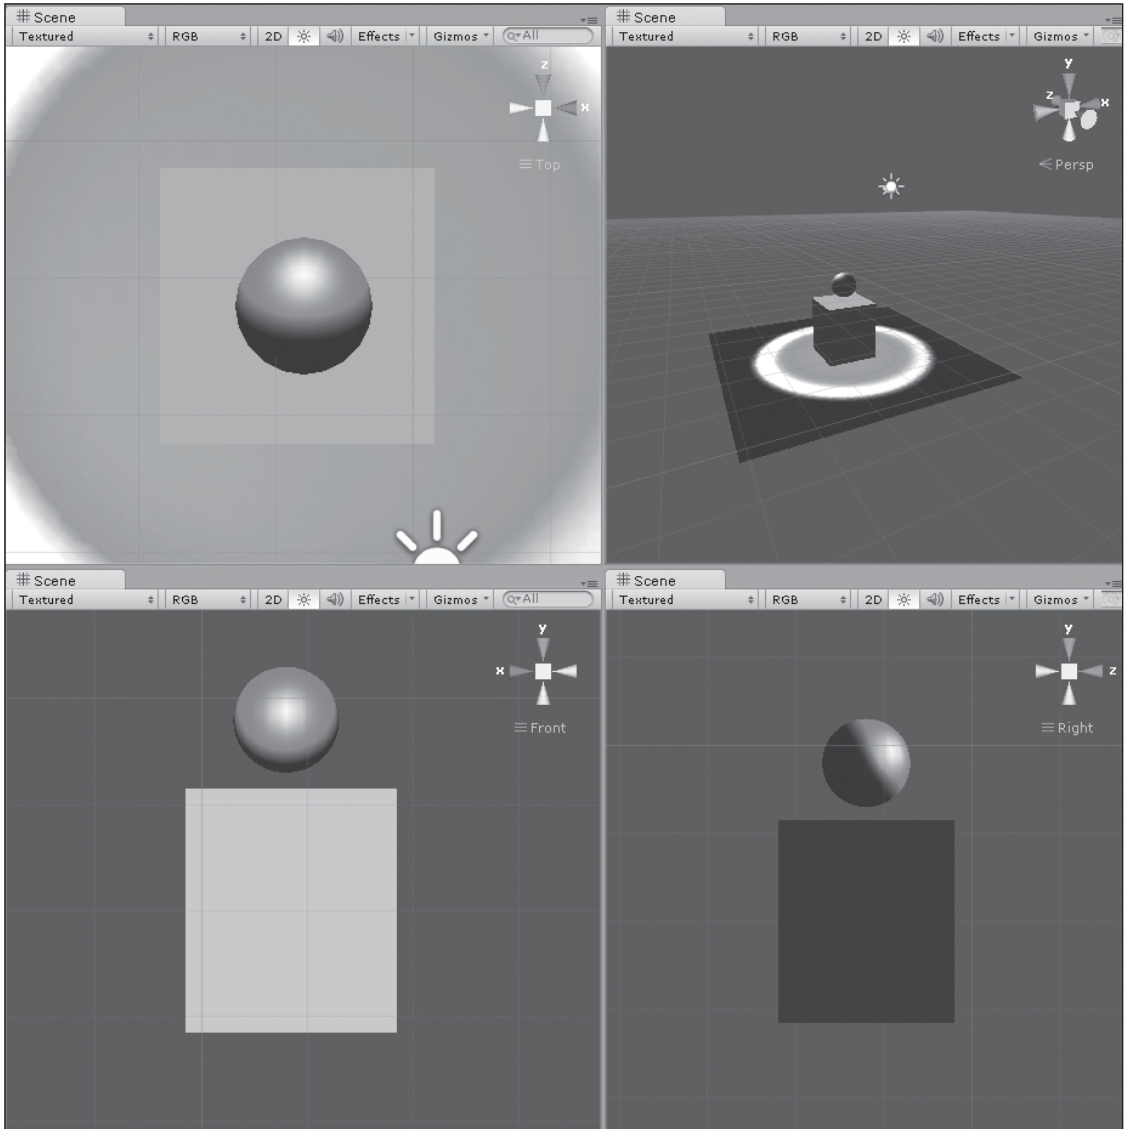 Scene
Textured RGB 2D Effects Gizmos All
z
x
Top
Scene
Textured RGB 2D Effects Gizmos
y
z
x
Persp
Scene
Textured RGB 2D Effects Gizmos All
y
x
Front
Scene
Textured RGB 2D Effects Gizmos
y
z
Right